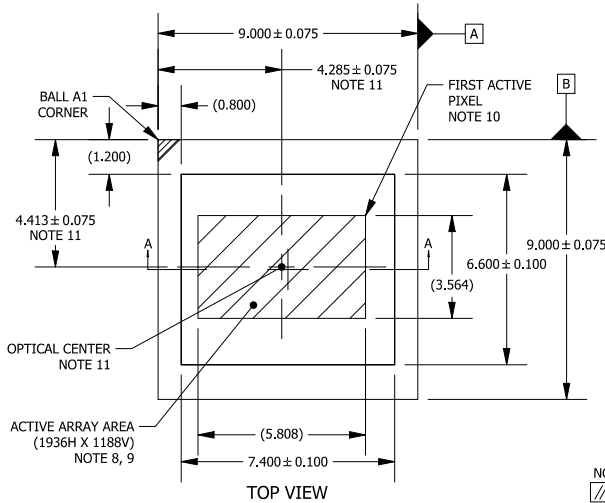 9.000 ± 0.075
A
4.285 ± 0.075
NOTE 11
FIRST ACTIVE
PIXEL
NOTE 10
B
BALL A1
CORNER
(0.800)
(1.200)
4.413 ± 0.075
NOTE 11
A
A
9.000 ± 0.075
6.600 ± 0.100
(3.564)
OPTICAL CENTER
NOTE 11
ACTIVE ARRAY AREA
(1936H X 1188V)
NOTE 8, 9
(5.808)
7.400 ± 0.100
TOP VIEW